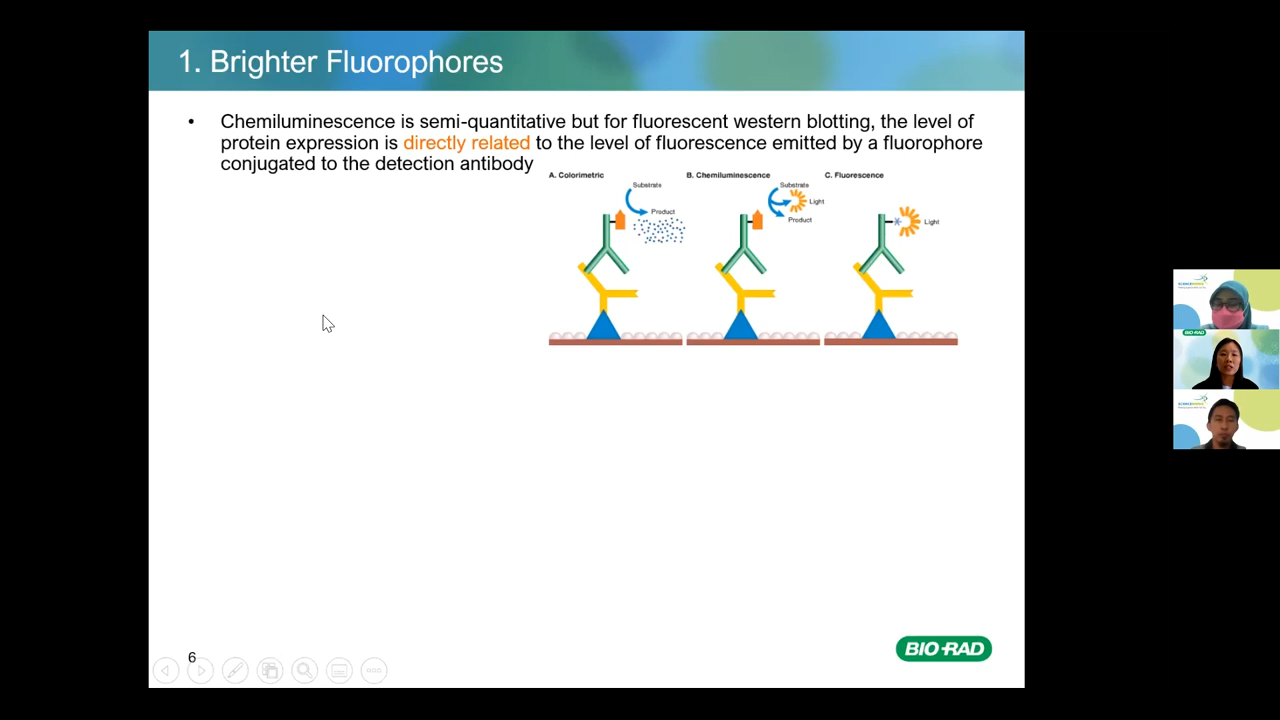 1. Brighter Fluorophores
• Chemiluminescence is semi-quantitative but for fluorescent western blotting, the level of
protein expression is directly related to the level of fluorescence emitted by a fluorophore
conjugated to the detection antibody
A. Colorimetric
Substrate
Product
B. Chemiluminescence
Substrate
Light
Product
C. Fluorescence
Light
BIO-RAD
6
BIO-RAD